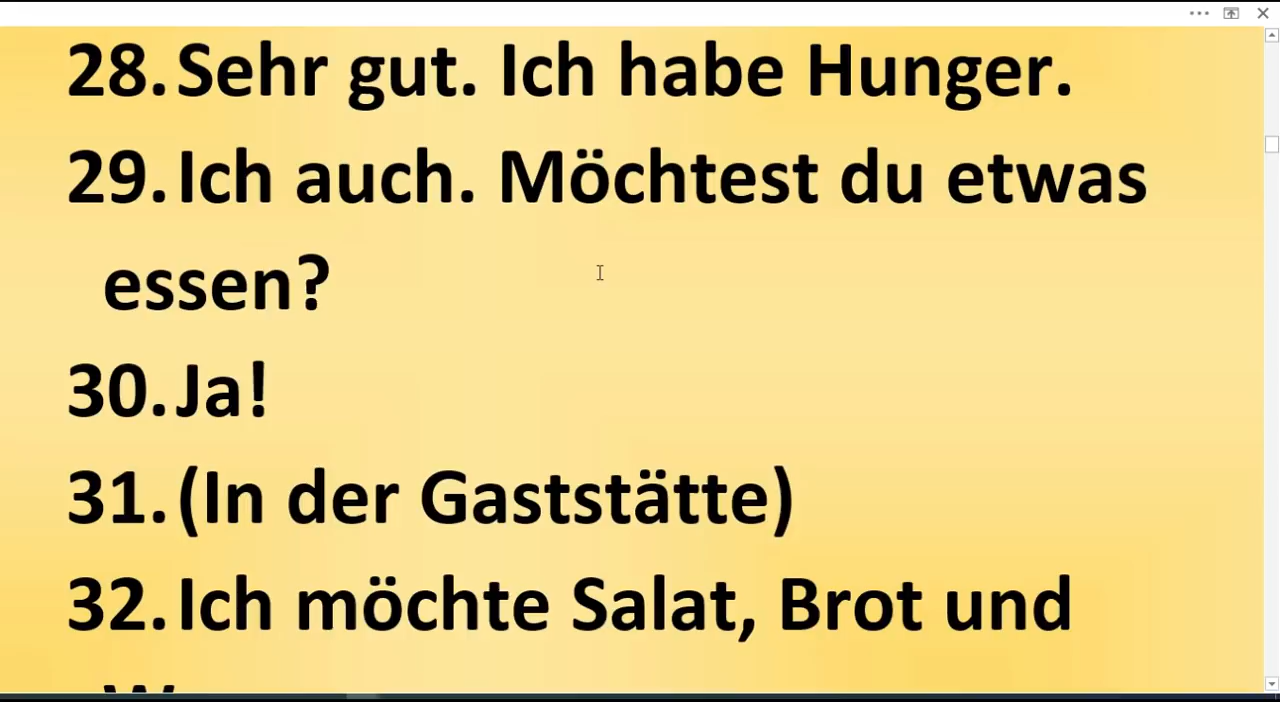 28. Sehr gut. Ich habe Hunger.
29. Ich auch. Möchtest du etwas
essen?
30. Ja!
31. (In der Gaststätte)
32. Ich möchte Salat, Brot und